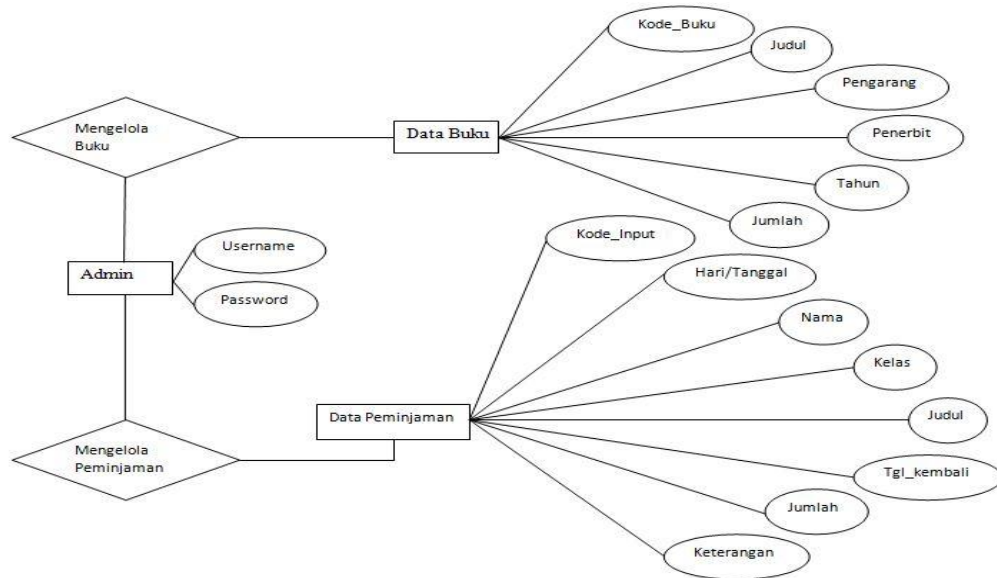 Kode_Buku
Judul
Pengarang
Mengelola
Buku
Data Buku
Penerbit
Tahun
Jumlah
Kode_Input
Username
Admin
Hari/Tanggal
Password
Nama
Kelas
Data Peminjaman
Judul
Mengelola
Peminjaman
Tgl_kembali
Jumlah
Keterangan